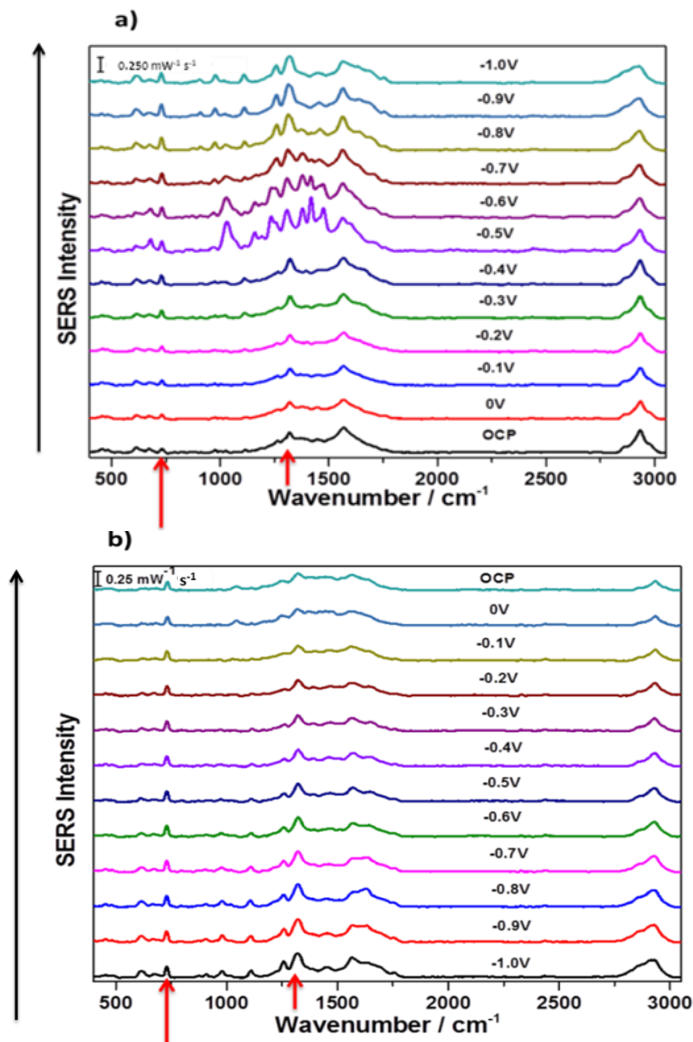 a)
0.250 mW⁻¹ s⁻¹
-1.0V
-0.9V
-0.8V
-0.7V
-0.6V
-0.5V
-0.4V
-0.3V
-0.2V
-0.1V
0V
OCP
SERS Intensity
500 1000 1500 2000 2500 3000
Wavenumber / cm⁻¹
b)
0.25 mW⁻¹ s⁻¹
OCP
0V
-0.1V
-0.2V
-0.3V
-0.4V
-0.5V
-0.6V
-0.7V
-0.8V
-0.9V
-1.0V
SERS Intensity
500 1000 1500 2000 2500 3000
Wavenumber / cm⁻¹